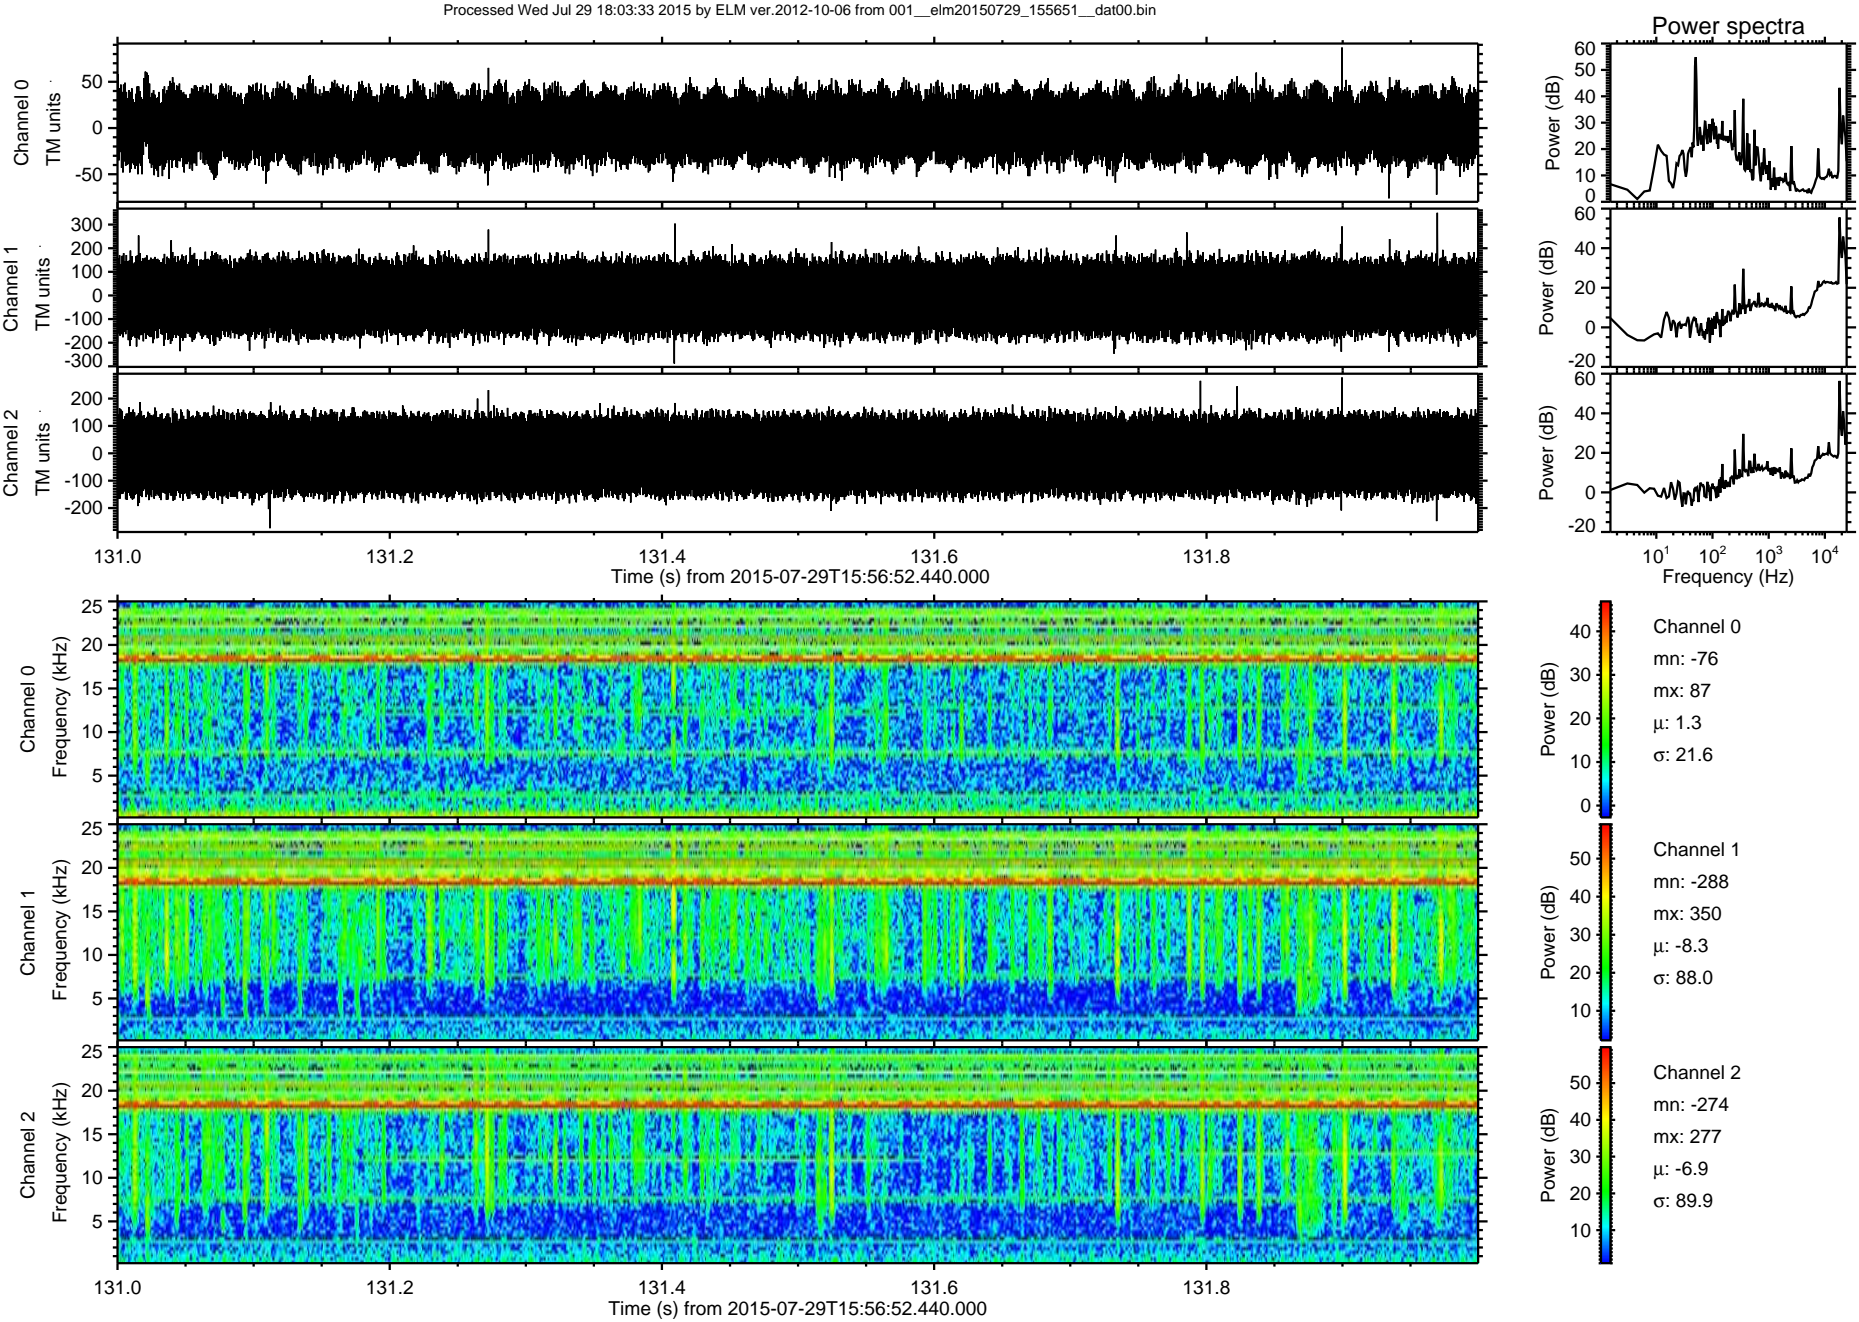 Processed Wed Jul 29 18:03:33 2015 by ELM ver.2012-10-06 from 001__elm20150729_155651__dat00.bin
Power spectra
Channel 0
TM units
50
0
-50
Power (dB)
60
50
40
30
20
10
0
Channel 1
TM units
300
200
100
0
-100
-200
-300
Power (dB)
60
40
20
0
-20
Channel 2
TM units
200
100
0
-100
-200
Power (dB)
60
40
20
0
-20
131.0 131.2 131.4 131.6 131.8
Time (s) from 2015-07-29T15:56:52.440.000
10¹ 10² 10³ 10⁴
Frequency (Hz)
Channel 0
Frequency (kHz)
25
20
15
10
5
Power (dB)
40
30
20
10
0
Channel 0
mn: -76
mx: 87
μ: 1.3
σ: 21.6
Channel 1
Frequency (kHz)
25
20
15
10
5
Power (dB)
50
40
30
20
10
Channel 1
mn: -288
mx: 350
μ: -8.3
σ: 88.0
Channel 2
Frequency (kHz)
25
20
15
10
5
Power (dB)
50
40
30
20
10
Channel 2
mn: -274
mx: 277
μ: -6.9
σ: 89.9
131.0 131.2 131.4 131.6 131.8
Time (s) from 2015-07-29T15:56:52.440.000